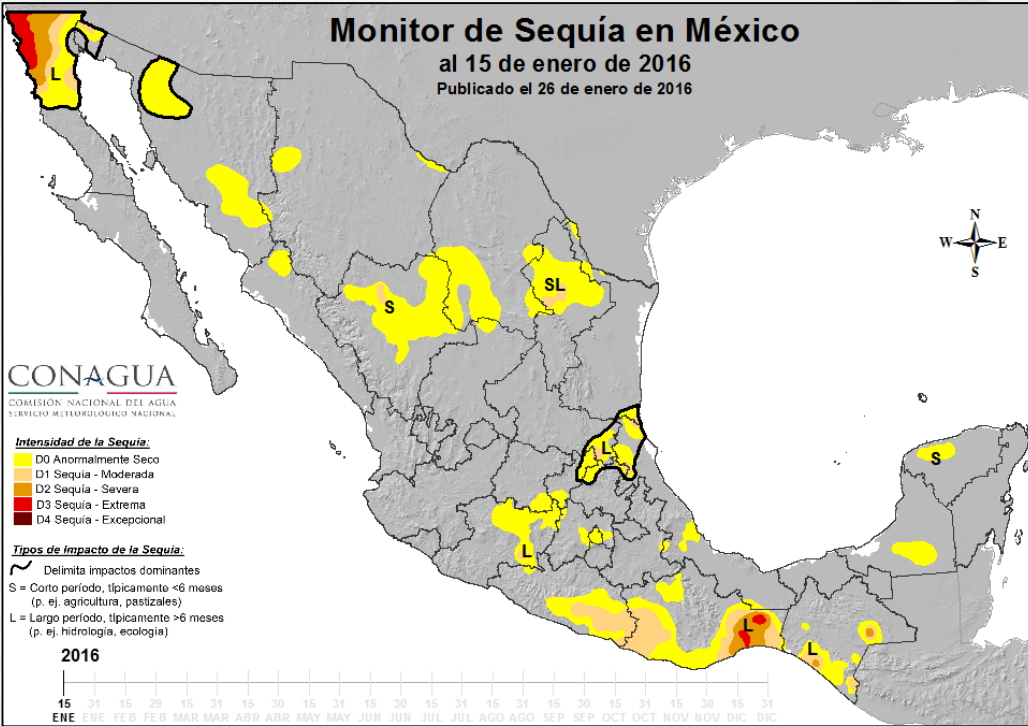 Monitor de Sequía en México
al 15 de enero de 2016
Publicado el 26 de enero de 2016
L
N
W E
S
SL
S
CONAGUA
COMISIÓN NACIONAL DEL AGUA
SERVICIO METEOROLÓGICO NACIONAL
L
S
L
L
L
Intensidad de la Sequía:
D0 Anormalmente Seco
D1 Sequía - Moderada
D2 Sequía - Severa
D3 Sequía - Extrema
D4 Sequía - Excepcional
Tipos de Impacto de la Sequía:
Delimita impactos dominantes
S = Corto período, típicamente <6 meses
(p. ej. agricultura, pastizales)
L = Largo período, típicamente >6 meses
(p. ej. hidrología, ecología)
2016
15 31 15 29 15 31 15 30 15 31 15 30 15 31 15 31 15 30 15 31 15 30 15 31
ENE ENE FEB FEB MAR MAR ABR ABR MAY MAY JUN JUN JUL JUL AGO AGO SEP SEP OCT OCT NOV NOV DIC DIC